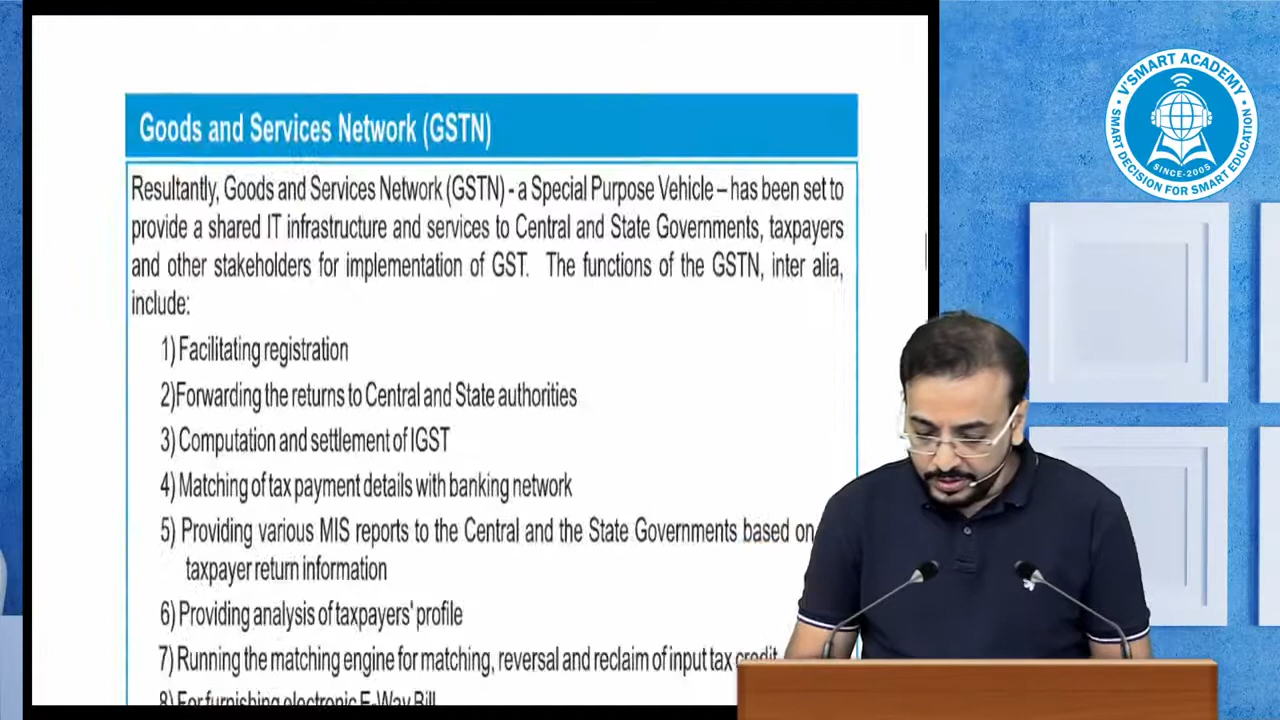 Goods and Services Network (GSTN)
Resultantly, Goods and Services Network (GSTN) - a Special Purpose Vehicle – has been set to
provide a shared IT infrastructure and services to Central and State Governments, taxpayers
and other stakeholders for implementation of GST. The functions of the GSTN, inter alia,
include:
1) Facilitating registration
2)Forwarding the returns to Central and State authorities
3) Computation and settlement of IGST
4) Matching of tax payment details with banking network
5) Providing various MIS reports to the Central and the State Governments based on
taxpayer return information
6) Providing analysis of taxpayers' profile
7) Running the matching engine for matching, reversal and reclaim of input tax credit
8) For furnishing electronic E-Way Bill
V'SMART ACADEMY
SINCE-2005
SMART DECISION FOR SMART EDUCATION